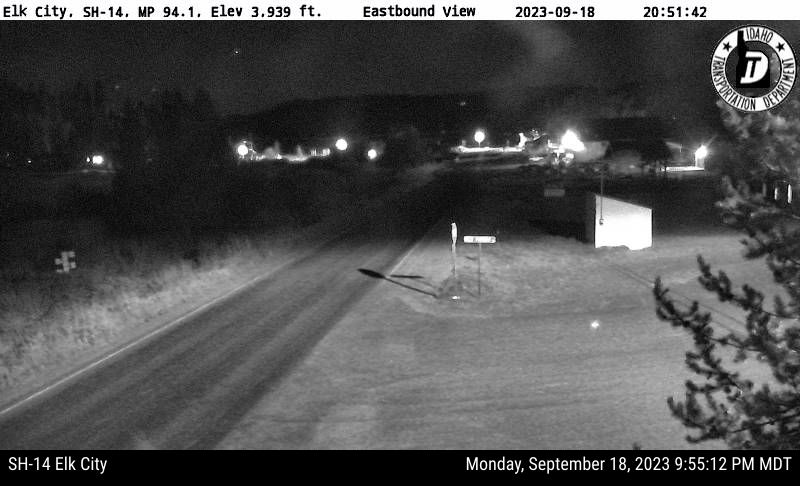 Elk City, SH-14, MP 94.1, Elev 3,939 ft. Eastbound View 2023-09-18 20:51:42
IDAHO
TRANSPORTATION DEPARTMENT
SH-14 Elk City Monday, September 18, 2023 9:55:12 PM MDT